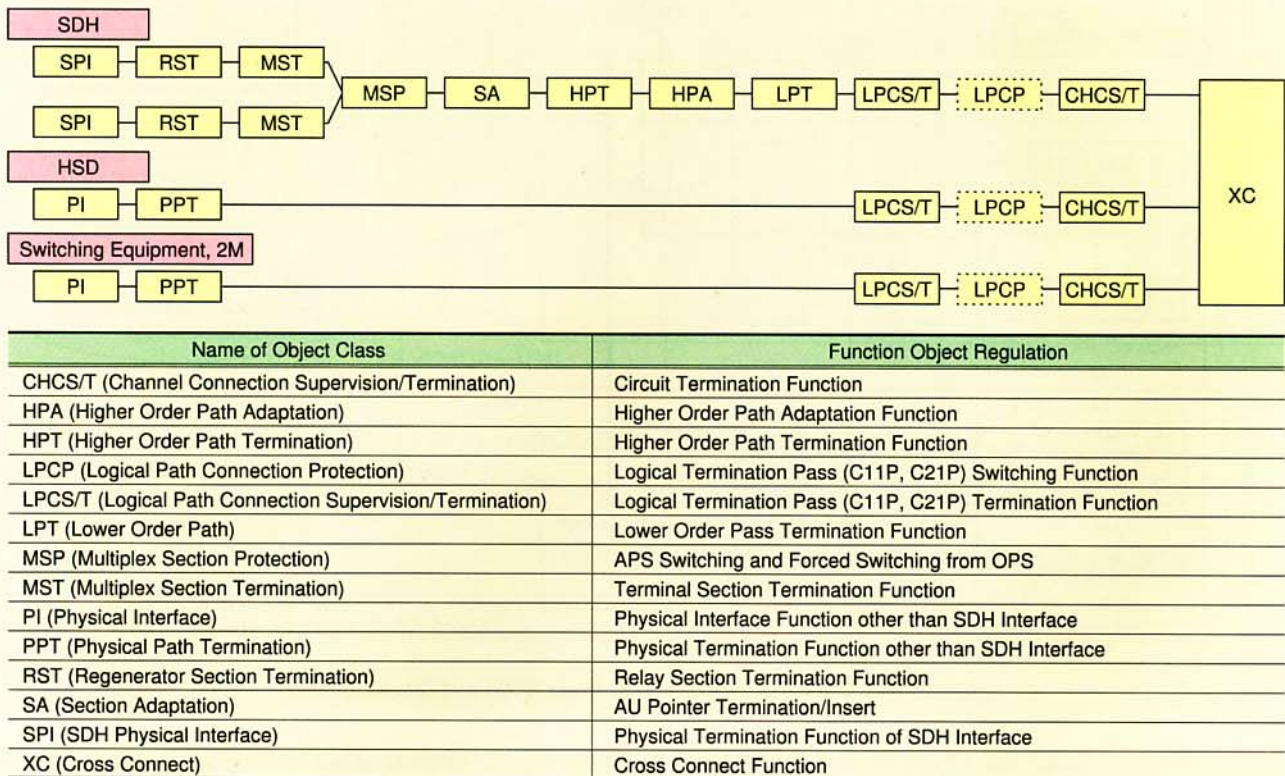 SDH
SPI RST MST
MSP SA HPT HPA LPT LPCS/T LPCP CHCS/T
SPI RST MST
HSD
PI PPT LPCS/T LPCP CHCS/T XC
Switching Equipment, 2M
PI PPT LPCS/T LPCP CHCS/T
Name of Object Class Function Object Regulation
CHCS/T (Channel Connection Supervision/Termination) Circuit Termination Function
HPA (Higher Order Path Adaptation) Higher Order Path Adaptation Function
HPT (Higher Order Path Termination) Higher Order Path Termination Function
LPCP (Logical Path Connection Protection) Logical Termination Pass (C11P, C21P) Switching Function
LPCS/T (Logical Path Connection Supervision/Termination) Logical Termination Pass (C11P, C21P) Termination Function
LPT (Lower Order Path) Lower Order Pass Termination Function
MSP (Multiplex Section Protection) APS Switching and Forced Switching from OPS
MST (Multiplex Section Termination) Terminal Section Termination Function
PI (Physical Interface) Physical Interface Function other than SDH Interface
PPT (Physical Path Termination) Physical Termination Function other than SDH Interface
RST (Regenerator Section Termination) Relay Section Termination Function
SA (Section Adaptation) AU Pointer Termination/Insert
SPI (SDH Physical Interface) Physical Termination Function of SDH Interface
XC (Cross Connect) Cross Connect Function